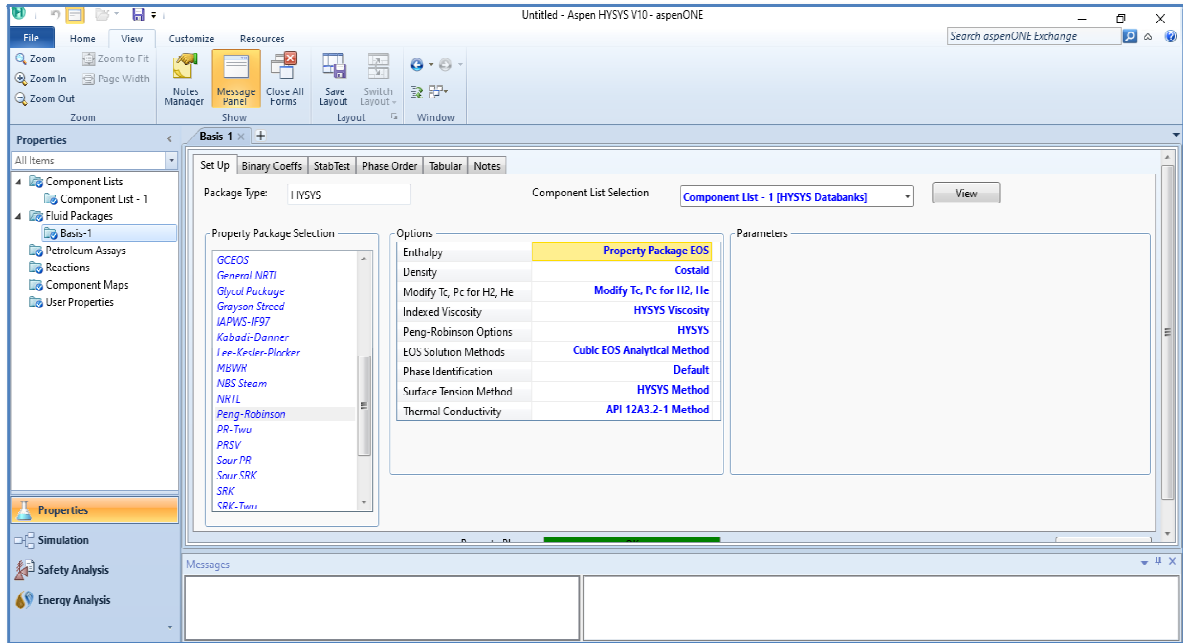 Untitled - Aspen HYSYS V10 - aspenONE
File Home View Customize Resources
Search aspenONE Exchange
Zoom Zoom to Fit
Zoom In Page Width
Zoom Out
Notes Manager
Message Panel
Close All Forms
Save Layout
Switch Layout
Zoom Show Layout Window
Properties
All Items
Component Lists
Component List - 1
Fluid Packages
Basis-1
Petroleum Assays
Reactions
Component Maps
User Properties
Properties
Simulation
Safety Analysis
Energy Analysis
Basis 1
Set Up Binary Coeffs StabTest Phase Order Tabular Notes
Package Type: HYSYS Component List Selection Component List - 1 [HYSYS Databanks] View
Property Package Selection
GCEOS
General NRTL
Glycol Package
Grayson Streed
IAPWS-IF97
Kabadi-Danner
Lee-Kesler-Plocker
MBWR
NBS Steam
NRTL
Peng-Robinson
PR-Twu
PRSV
Sour PR
Sour SRK
SRK
SRK-Twu
Options
Enthalpy Property Package EOS
Density Costald
Modify Tc, Pc for H2, He Modify Tc, Pc for H2, He
Indexed Viscosity HYSYS Viscosity
Peng-Robinson Options HYSYS
EOS Solution Methods Cubic EOS Analytical Method
Phase Identification Default
Surface Tension Method HYSYS Method
Thermal Conductivity API 12A3.2-1 Method
Parameters
Messages